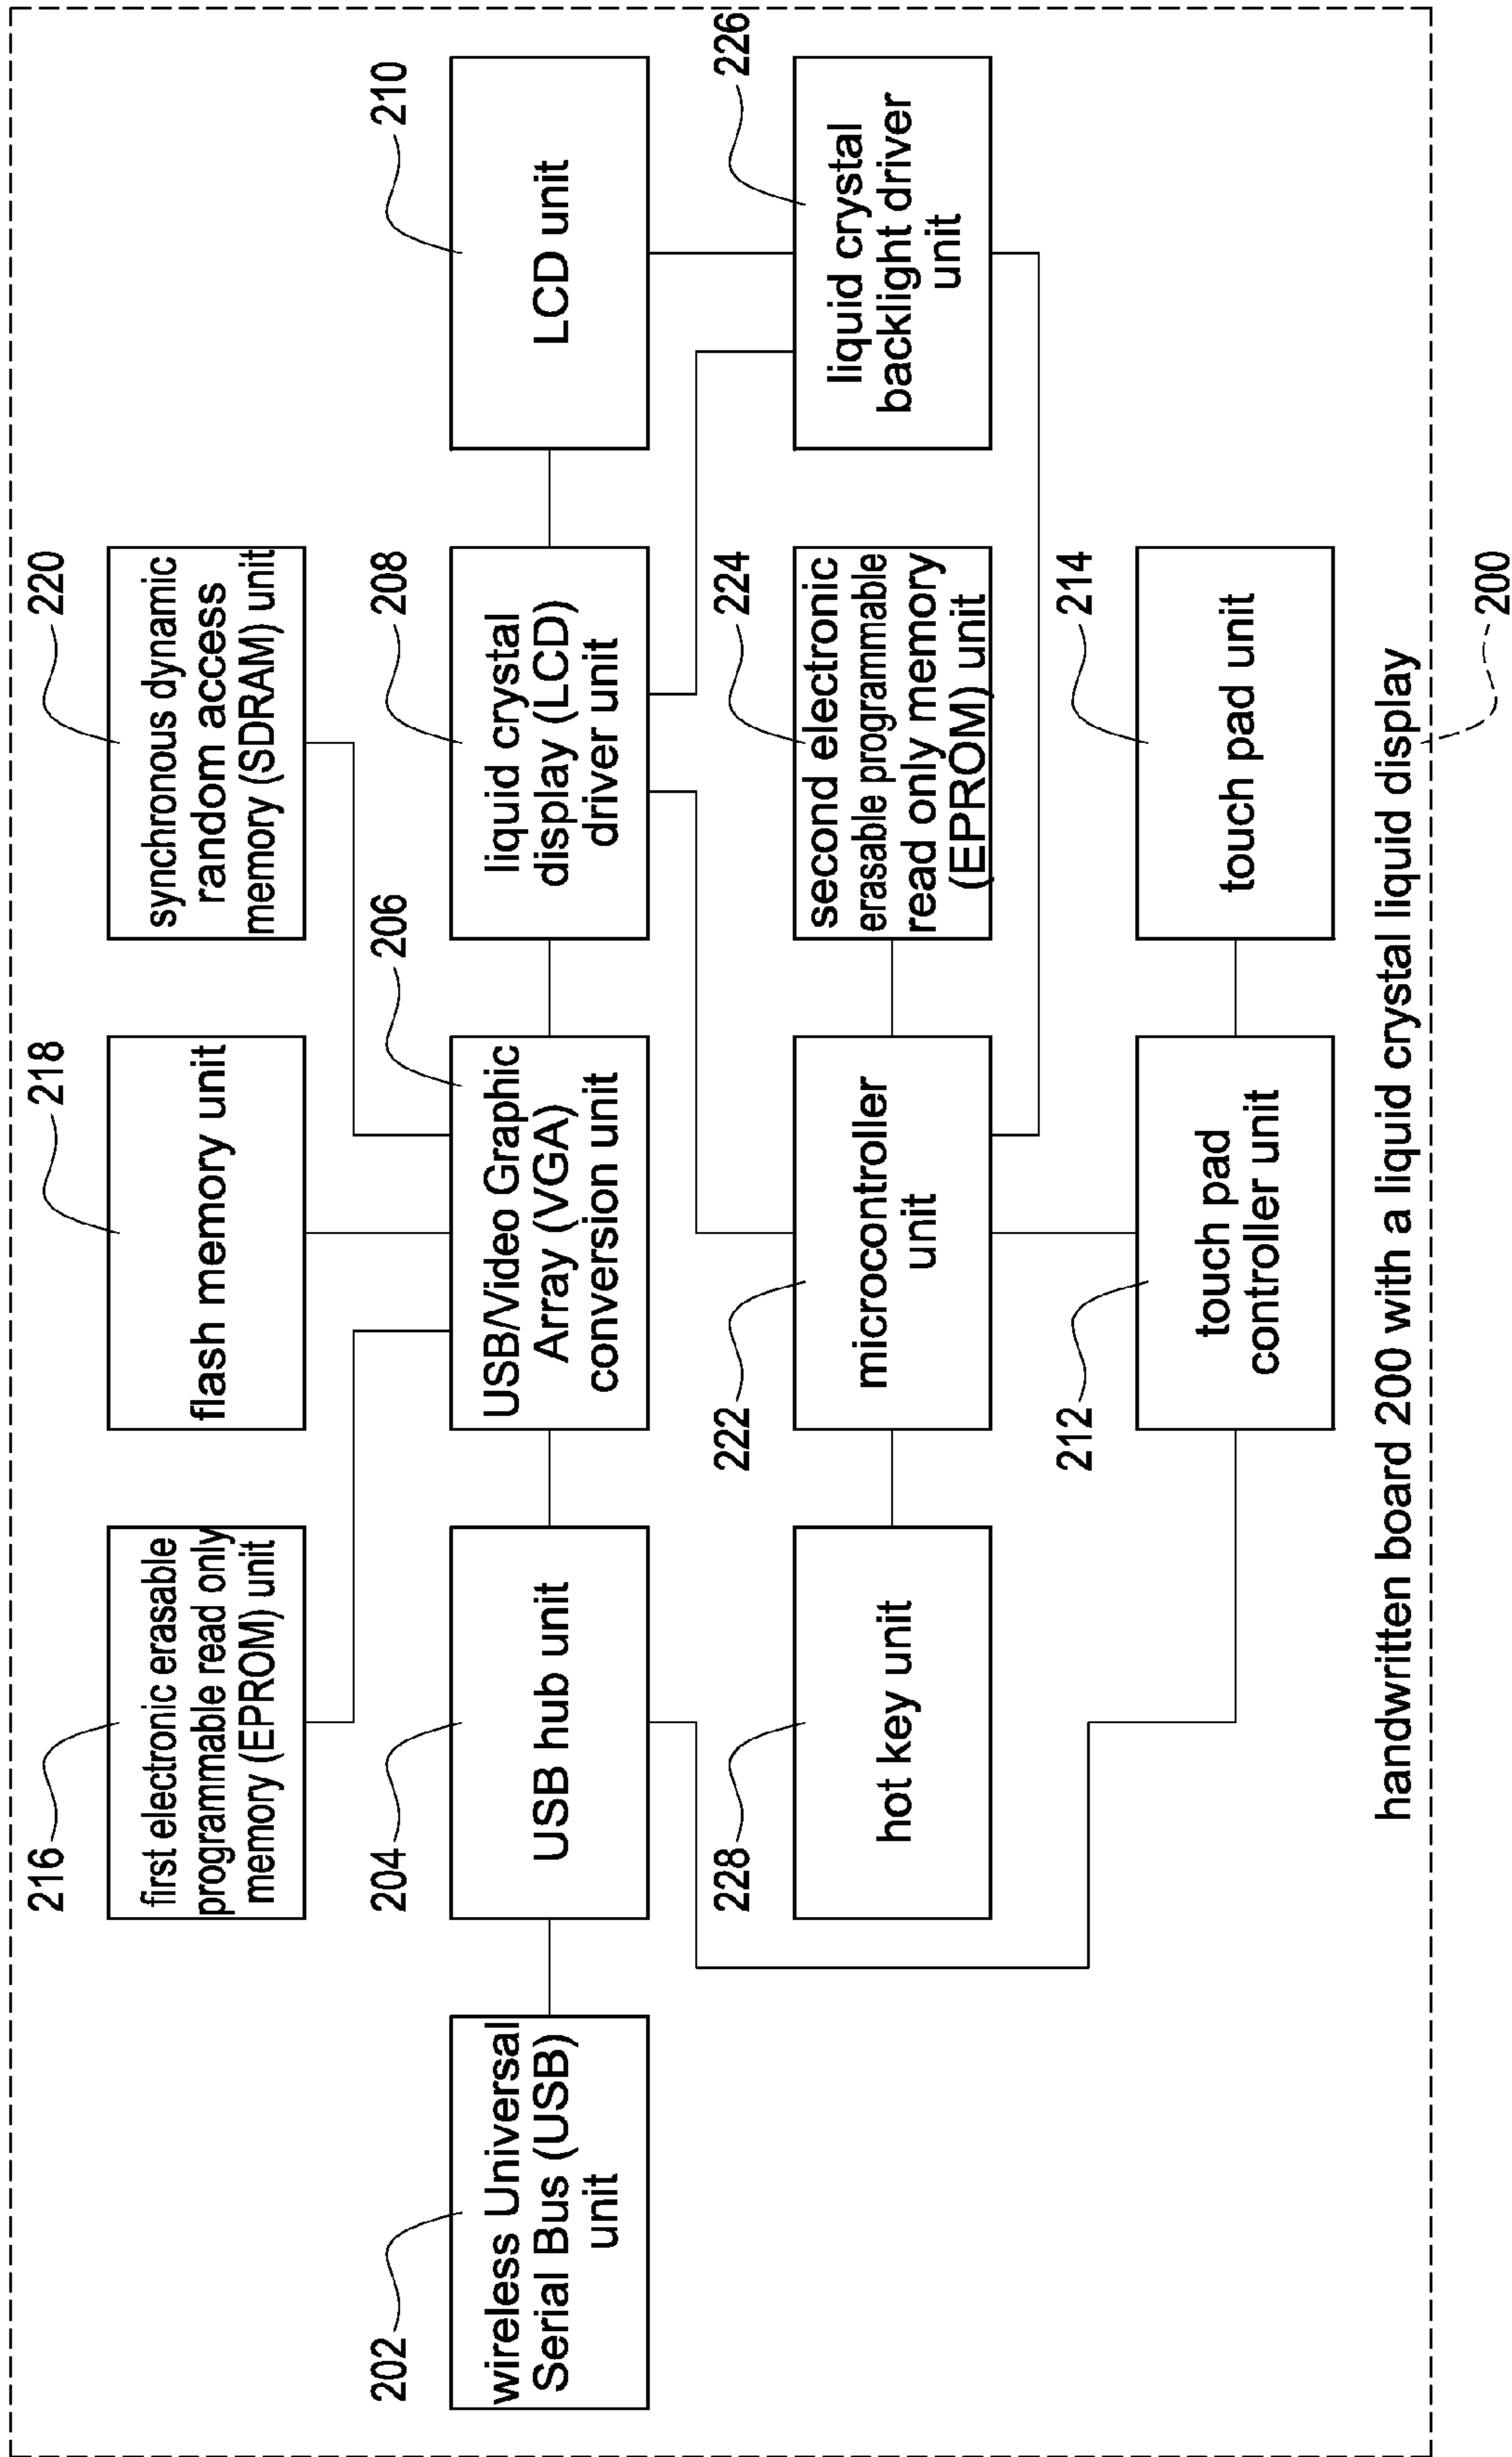 216
first electronic erasable
programmable read only
memory (EPROM) unit
218
flash memory unit
220
synchronous dynamic
random access
memory (SDRAM) unit
202
wireless Universal
Serial Bus (USB)
unit
204
USB hub unit
206
USB/Video Graphic
Array (VGA)
conversion unit
208
liquid crystal
display (LCD)
driver unit
210
LCD unit
228
hot key unit
222
microcontroller
unit
224
second electronic
erasable programmable
read only memory
(EPROM) unit
226
liquid crystal
backlight driver
unit
212
touch pad
controller unit
214
touch pad unit
handwritten board 200 with a liquid crystal liquid display
200